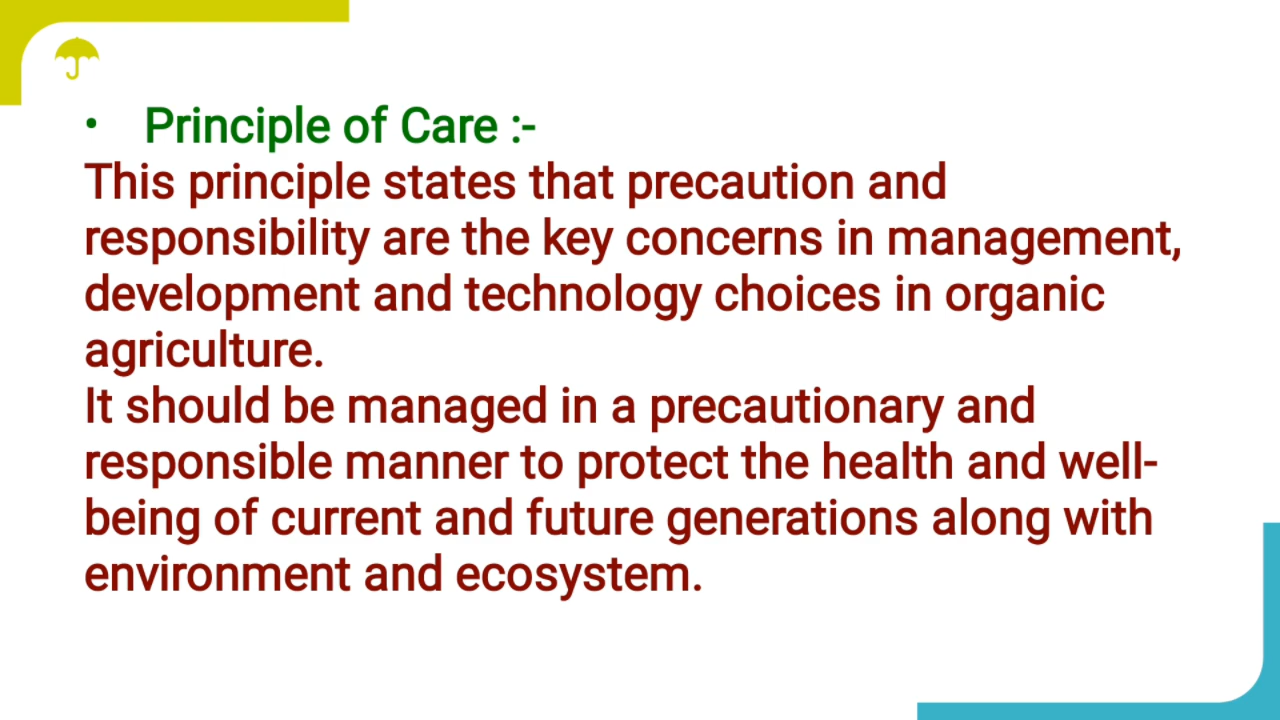 • Principle of Care :-
This principle states that precaution and
responsibility are the key concerns in management,
development and technology choices in organic
agriculture.
It should be managed in a precautionary and
responsible manner to protect the health and well-
being of current and future generations along with
environment and ecosystem.